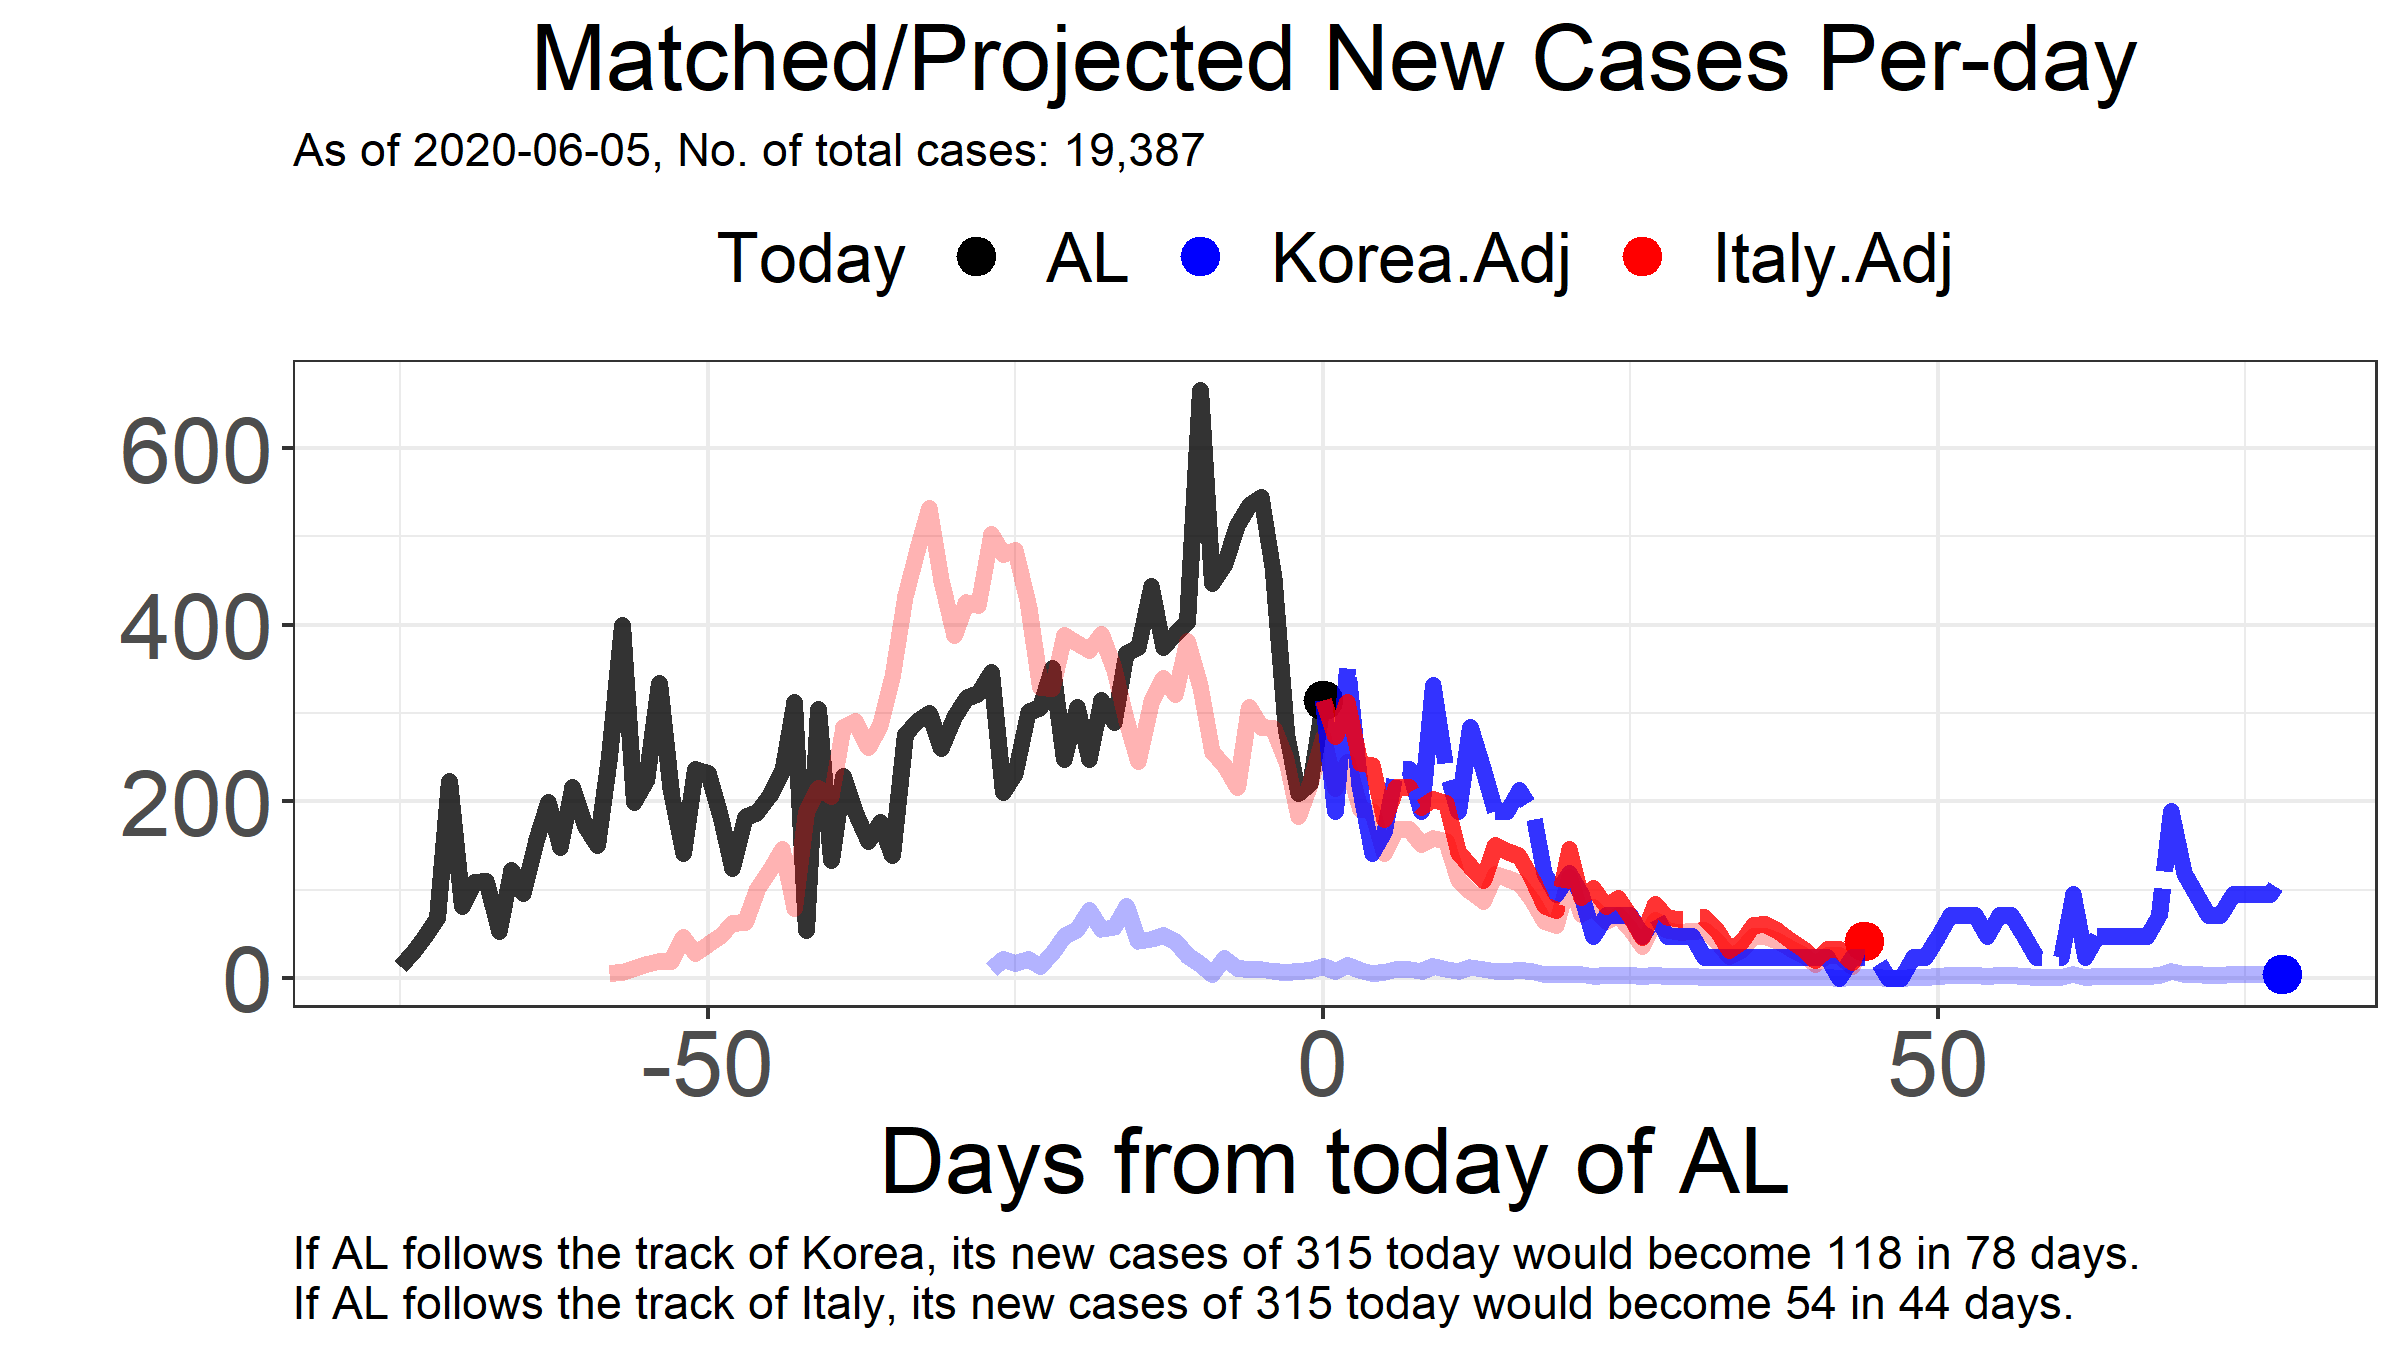 Matched/Projected New Cases Per-day
As of 2020-06-05, No. of total cases: 19,387
Today AL Korea.Adj Italy.Adj
600
400
200
0
-50 0 50
Days from today of AL
If AL follows the track of Korea, its new cases of 315 today would become 118 in 78 days.
If AL follows the track of Italy, its new cases of 315 today would become 54 in 44 days.